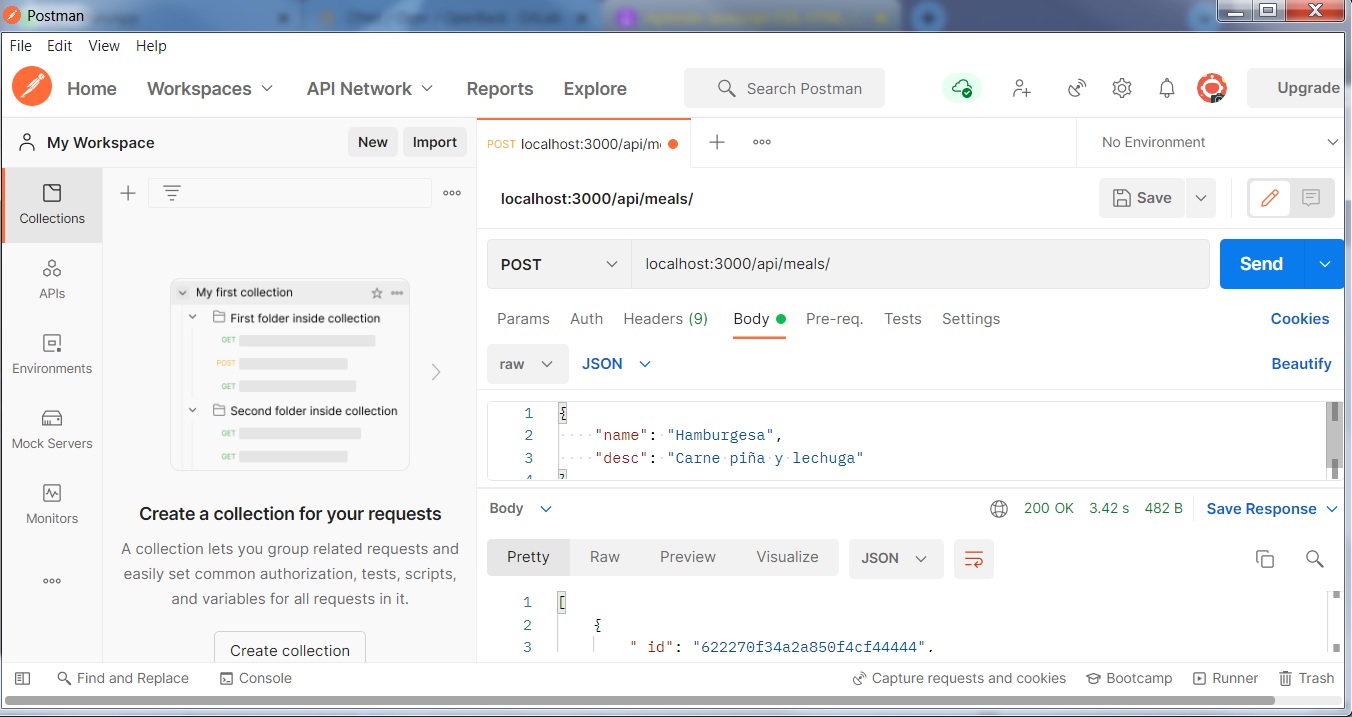 Postman
File Edit View Help
Home Workspaces API Network Reports Explore Search Postman Upgrade
My Workspace New Import
POST localhost:3000/api/m
No Environment
Collections
APIs
Environments
Mock Servers
Monitors
My first collection
First folder inside collection
GET
POST
GET
Second folder inside collection
GET
GET
Create a collection for your requests
A collection lets you group related requests and
easily set common authorization, tests, scripts,
and variables for all requests in it.
Create collection
localhost:3000/api/meals/
Save
POST localhost:3000/api/meals/ Send
Params Auth Headers (9) Body Pre-req. Tests Settings Cookies
raw JSON Beautify
1 {
2 "name": "Hamburgesa",
3 "desc": "Carne piña y lechuga"
4 }
Body 200 OK 3.42 s 482 B Save Response
Pretty Raw Preview Visualize JSON
1 [
2 {
3 "_id": "622270f34a2a850f4cf44444",
Find and Replace Console Capture requests and cookies Bootcamp Runner Trash